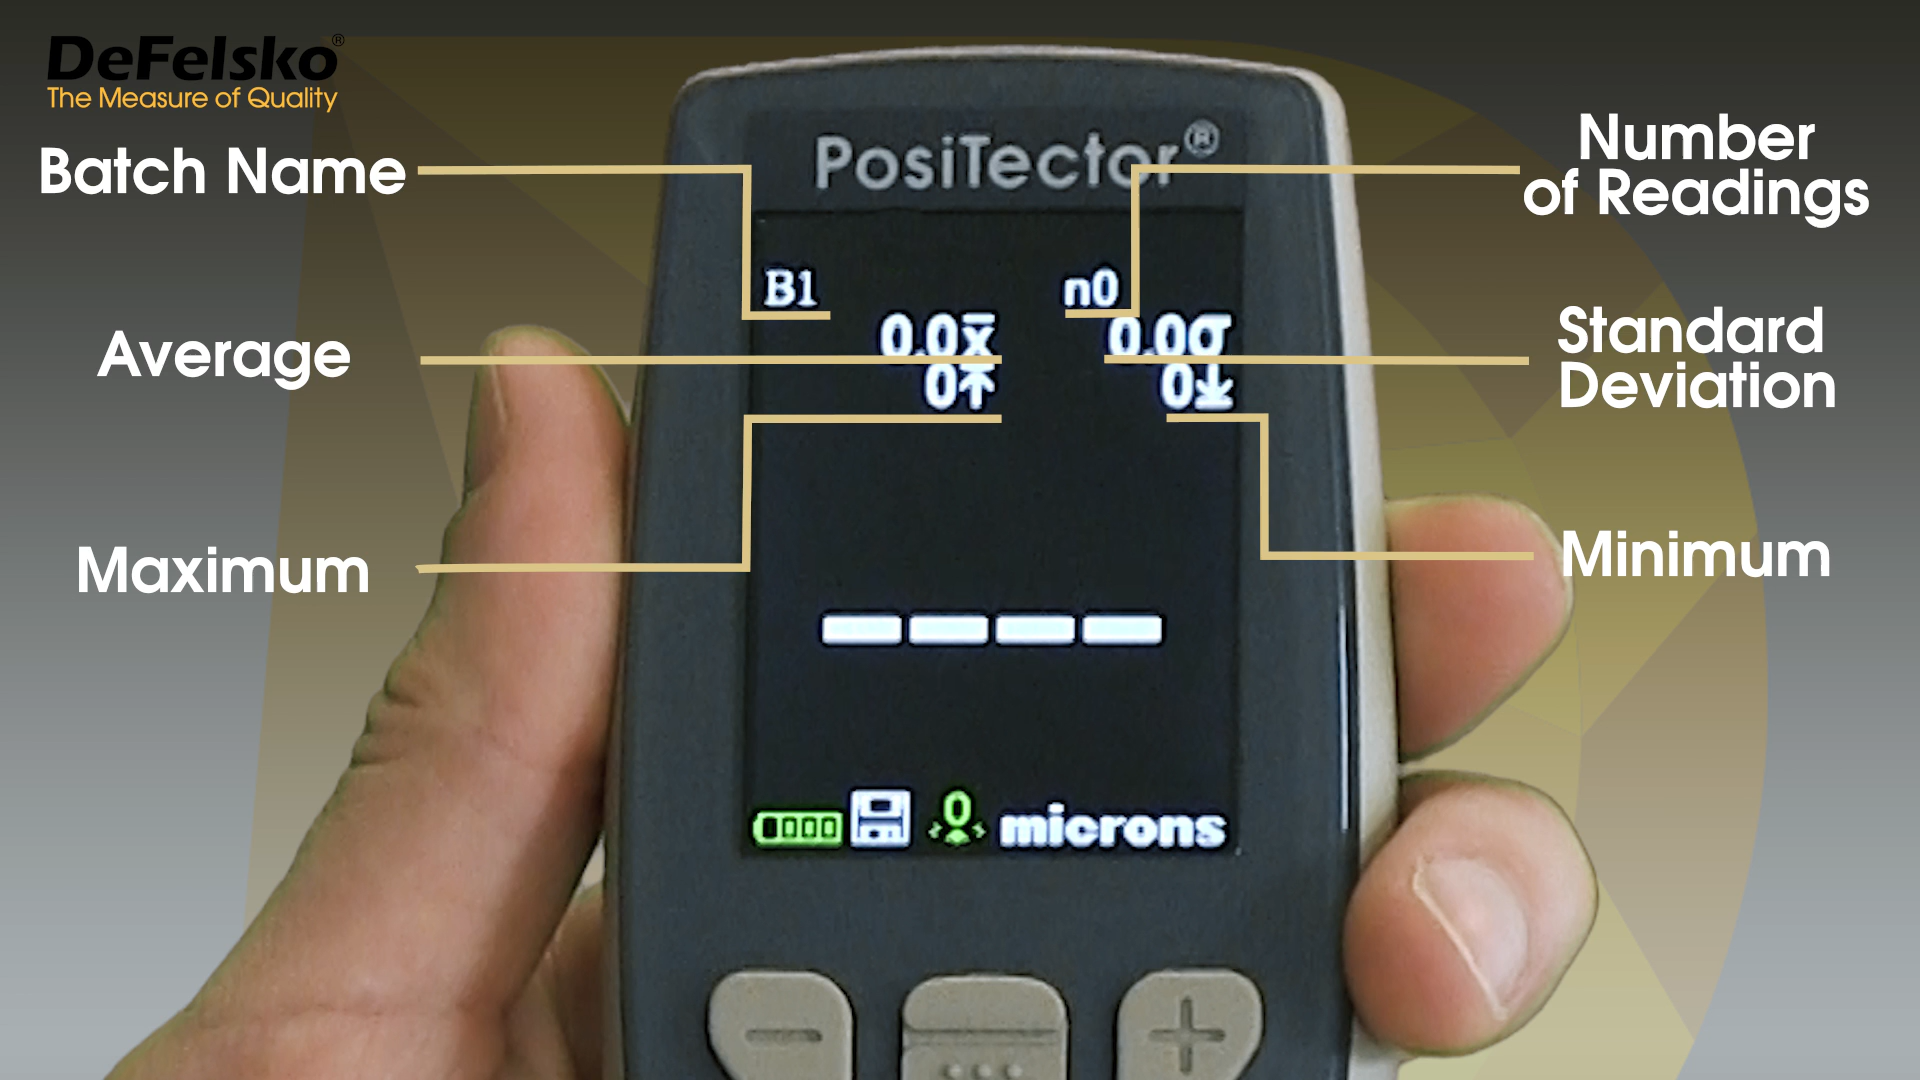 DeFelsko®
The Measure of Quality
PosiTector®
Batch Name
Number
of Readings
B1 n0
Average
0.0x̄ 0.0σ
Standard
Deviation
0↑ 0↓
Maximum
Minimum
0
microns